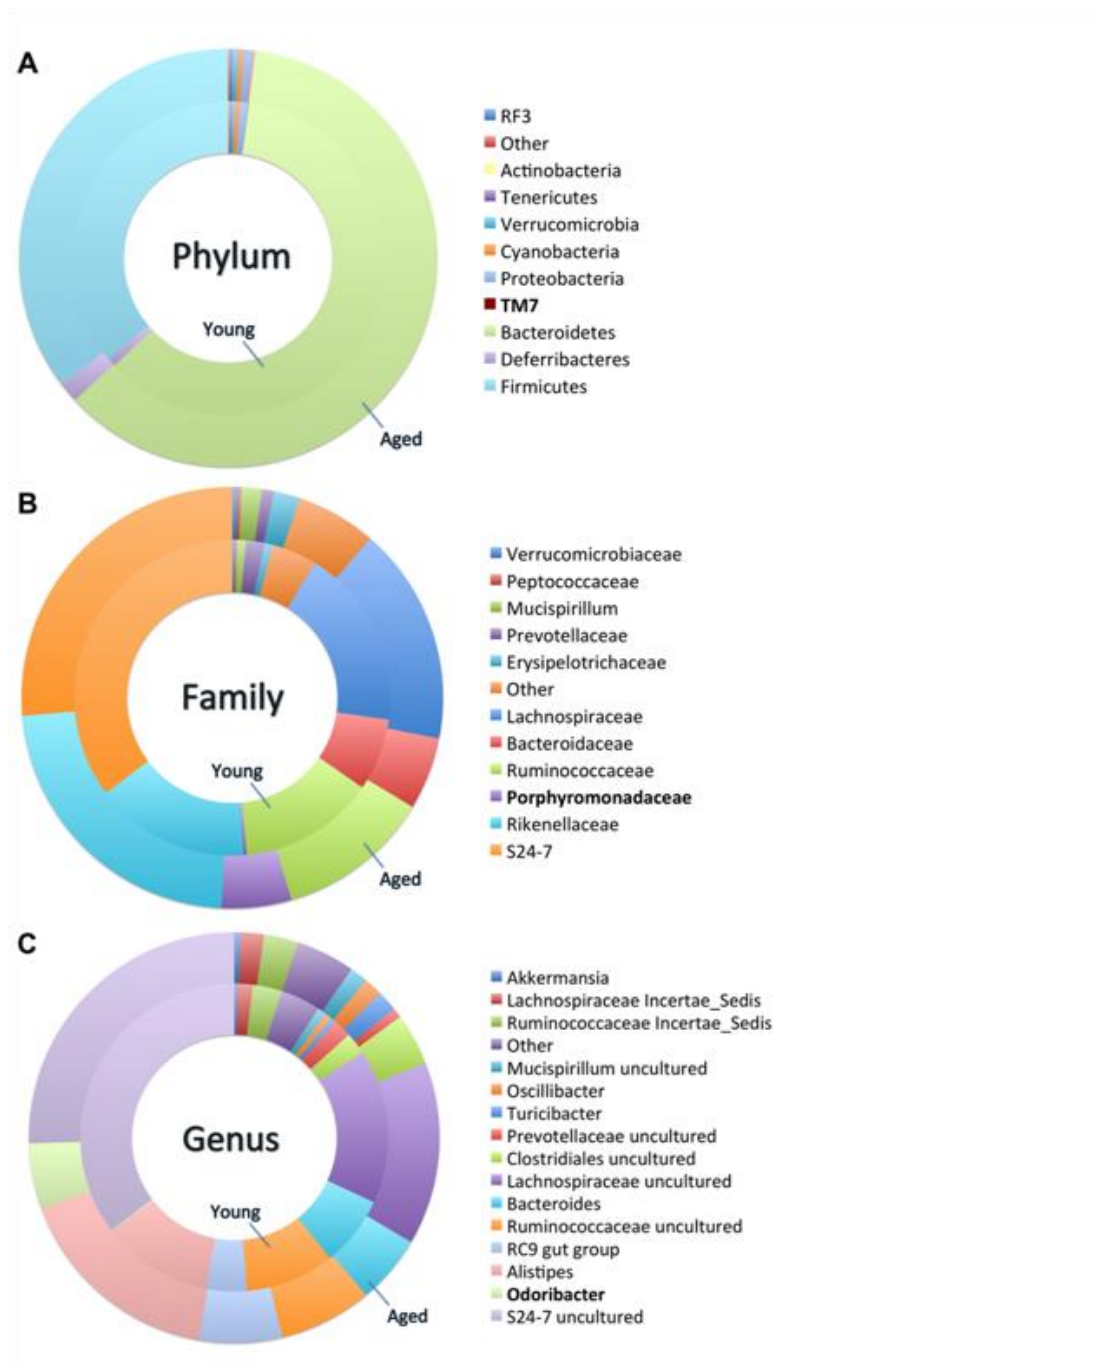 A
Phylum
Young
Aged
RF3
Other
Actinobacteria
Tenericutes
Verrucomicrobia
Cyanobacteria
Proteobacteria
TM7
Bacteroidetes
Deferribacteres
Firmicutes
B
Family
Young
Aged
Verrucomicrobiaceae
Peptococcaceae
Mucispirillum
Prevotellaceae
Erysipelotrichaceae
Other
Lachnospiraceae
Bacteroidaceae
Ruminococcaceae
Porphyromonadaceae
Rikenellaceae
S24-7
C
Genus
Young
Aged
Akkermansia
Lachnospiraceae Incertae_Sedis
Ruminococcaceae Incertae_Sedis
Other
Mucispirillum uncultured
Oscillibacter
Turicibacter
Prevotellaceae uncultured
Clostridiales uncultured
Lachnospiraceae uncultured
Bacteroides
Ruminococcaceae uncultured
RC9 gut group
Alistipes
Odoribacter
S24-7 uncultured